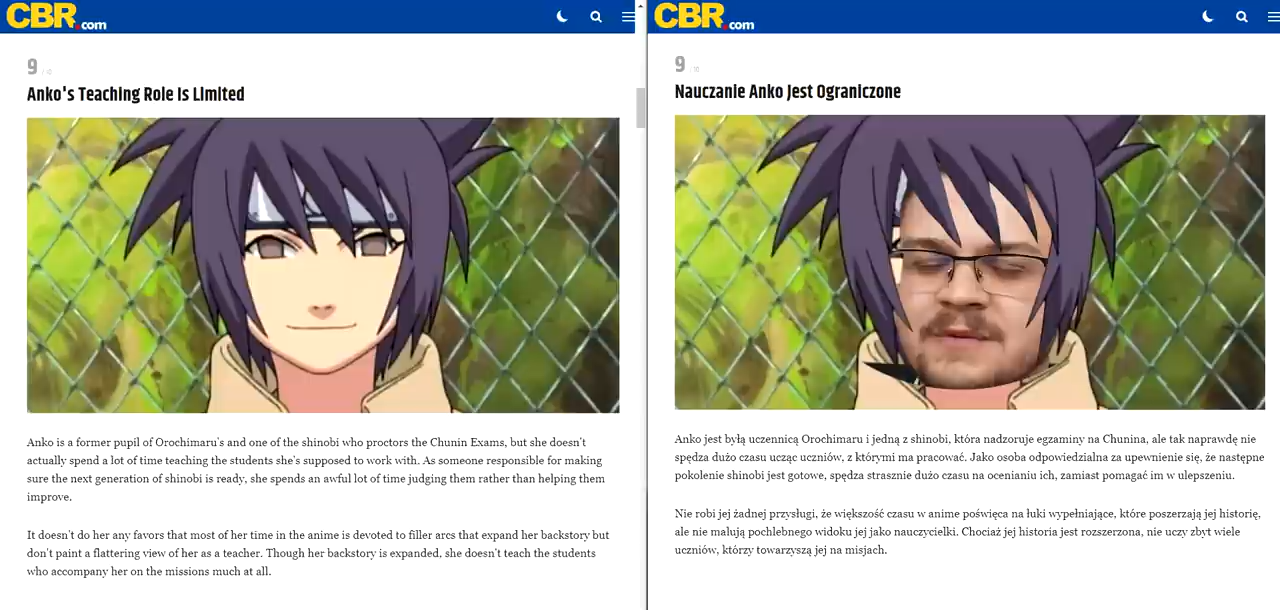 CBR.com
9
Anko's Teaching Role Is Limited
Anko is a former pupil of Orochimaru's and one of the shinobi who proctors the Chunin Exams, but she doesn't
actually spend a lot of time teaching the students she's supposed to work with. As someone responsible for making
sure the next generation of shinobi is ready, she spends an awful lot of time judging them rather than helping them
improve.
It doesn't do her any favors that most of her time in the anime is devoted to filler arcs that expand her backstory but
don't paint a flattering view of her as a teacher. Though her backstory is expanded, she doesn't teach the students
who accompany her on the missions much at all.
CBR.com
9
Nauczanie Anko Jest Ograniczone
Anko jest byłą uczennicą Orochimaru i jedną z shinobi, która nadzoruje egzaminy na Chunina, ale tak naprawdę nie
spędza dużo czasu ucząc uczniów, z którymi ma pracować. Jako osoba odpowiedzialna za upewnienie się, że następne
pokolenie shinobi jest gotowe, spędza strasznie dużo czasu na ocenianiu ich, zamiast pomagać im w ulepszeniu.
Nie robi jej żadnej przysługi, że większość czasu w anime poświęca na łuki wypełniające, które poszerzają jej historię,
ale nie malują pochlebnego widoku jej jako nauczycielki. Chociaż jej historia jest rozszerzona, nie uczy zbyt wiele
uczniów, którzy towarzyszą jej na misjach.